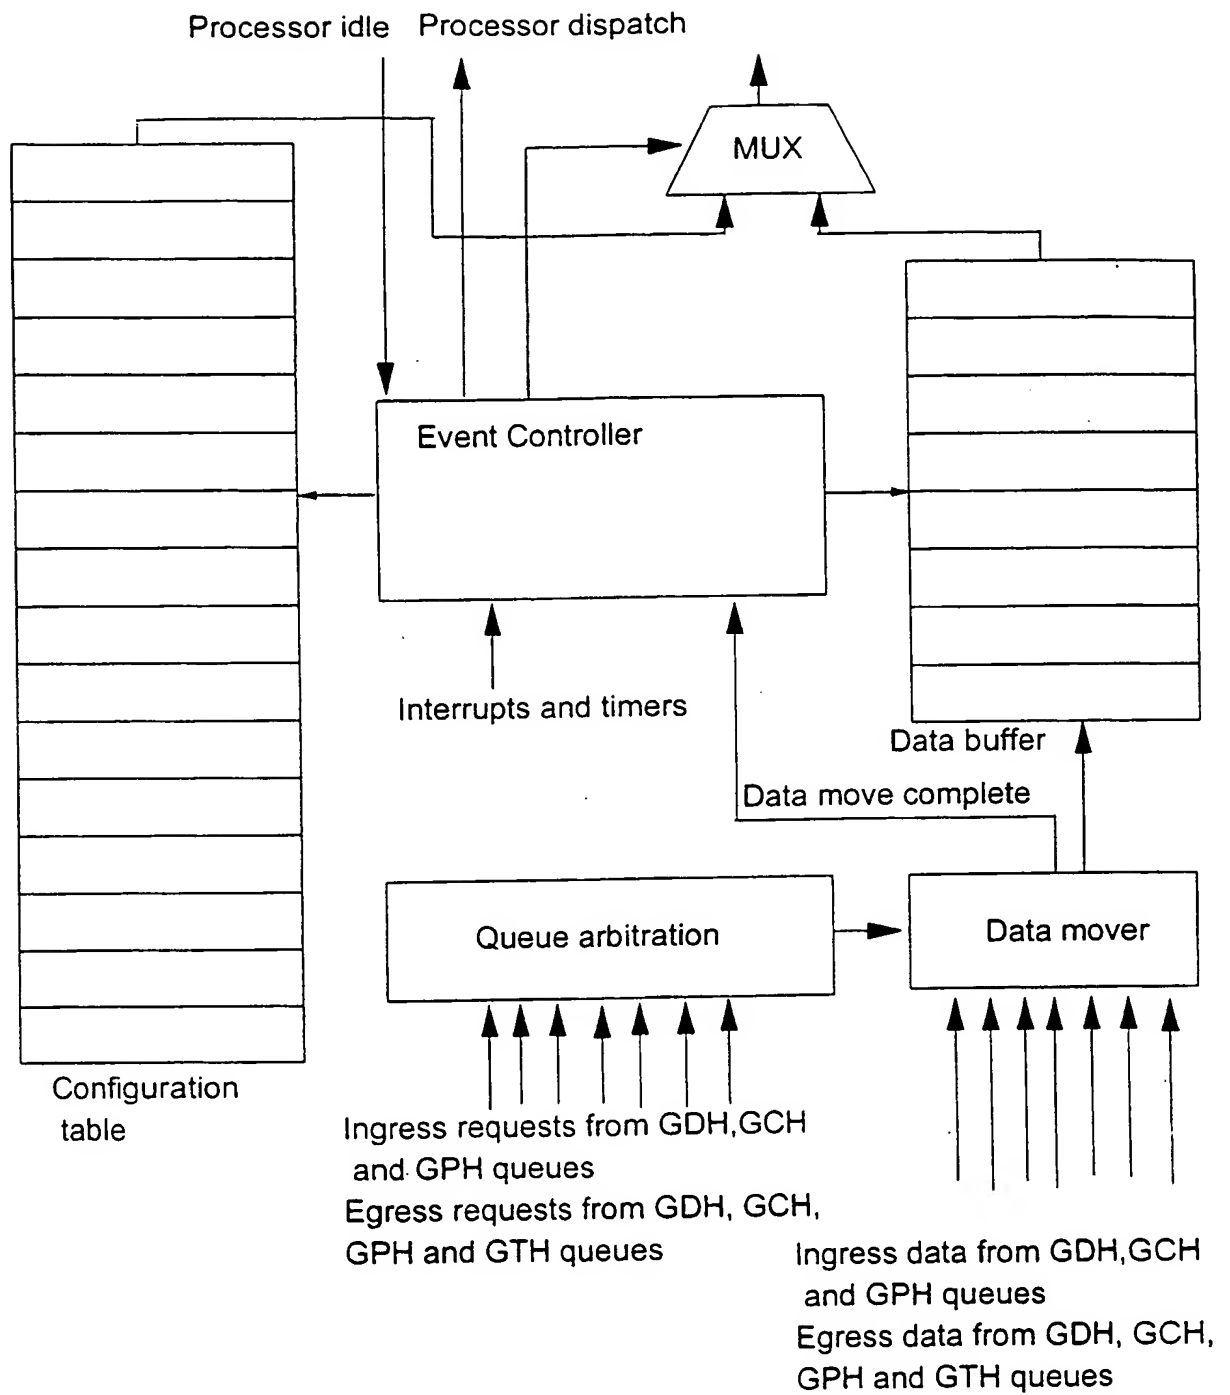 Processor idle
Processor dispatch
MUX
Event Controller
Interrupts and timers
Data buffer
Data move complete
Queue arbitration
Data mover
Configuration
table
Ingress requests from GDH,GCH
and GPH queues
Egress requests from GDH, GCH,
GPH and GTH queues
Ingress data from GDH,GCH
and GPH queues
Egress data from GDH, GCH,
GPH and GTH queues